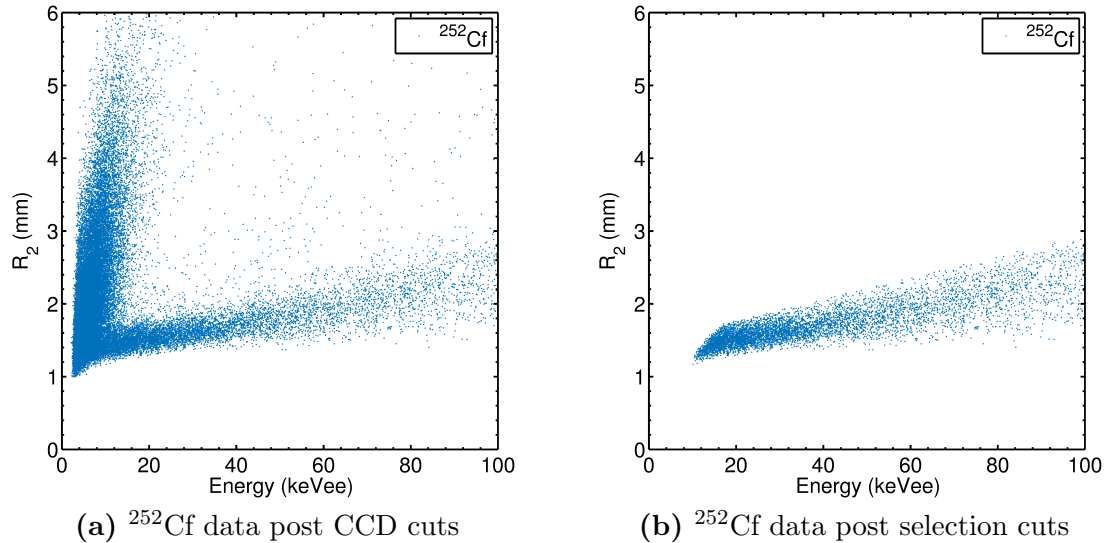 6
5
4
3
2
1
0
R₂ (mm)
0 20 40 60 80 100
Energy (keVee)
²⁵²Cf
(a) ²⁵²Cf data post CCD cuts
6
5
4
3
2
1
0
R₂ (mm)
0 20 40 60 80 100
Energy (keVee)
²⁵²Cf
(b) ²⁵²Cf data post selection cuts